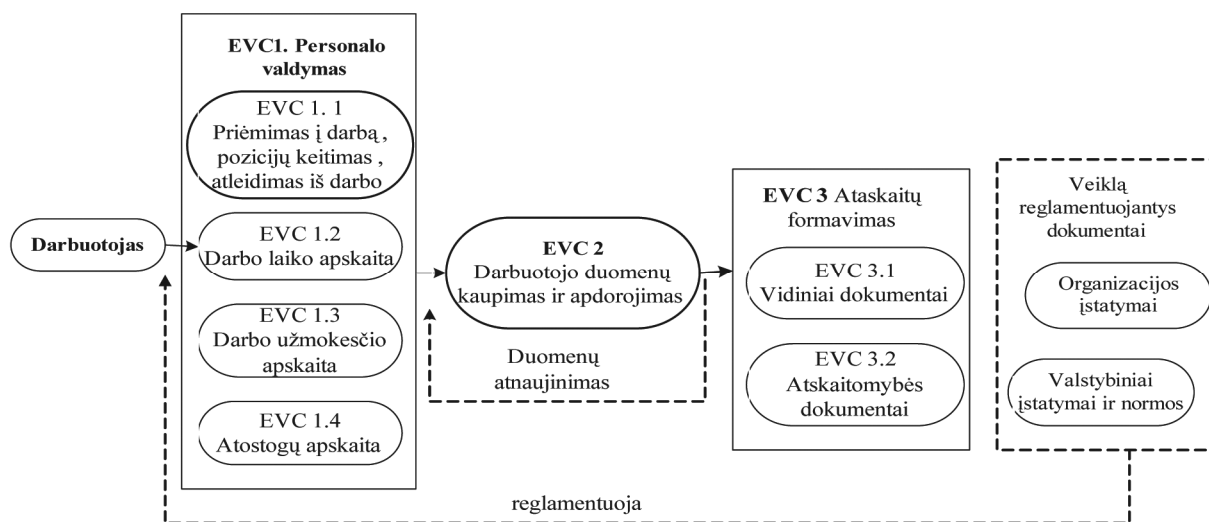 Darbuotojas
EVC1. Personalo
valdymas
EVC 1. 1
Priėmimas į darbą ,
pozicijų keitimas ,
atleidimas iš darbo
EVC 1.2
Darbo laiko apskaita
EVC 1.3
Darbo užmokesčio
apskaita
EVC 1.4
Atostogų apskaita
EVC 2
Darbuotojo duomenų
kaupimas ir apdorojimas
Duomenų
atnaujinimas
EVC 3 Ataskaitų
formavimas
EVC 3.1
Vidiniai dokumentai
EVC 3.2
Atskaitomybės
dokumentai
Veiklą
reglamentuojantys
dokumentai
Organizacijos
įstatymai
Valstybiniai
įstatymai ir normos
reglamentuoja